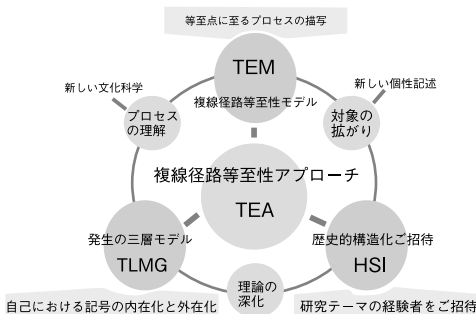 等至点に至るプロセスの描写
TEM
複線径路等至性モデル
新しい文化科学
新しい個性記述
プロセス
の理解
対象の
拡がり
複線径路等至性アプローチ
TEA
発生の三層モデル
TLMG
歴史的構造化ご招待
HSI
理論の
深化
自己における記号の内在化と外在化
研究テーマの経験者をご招待